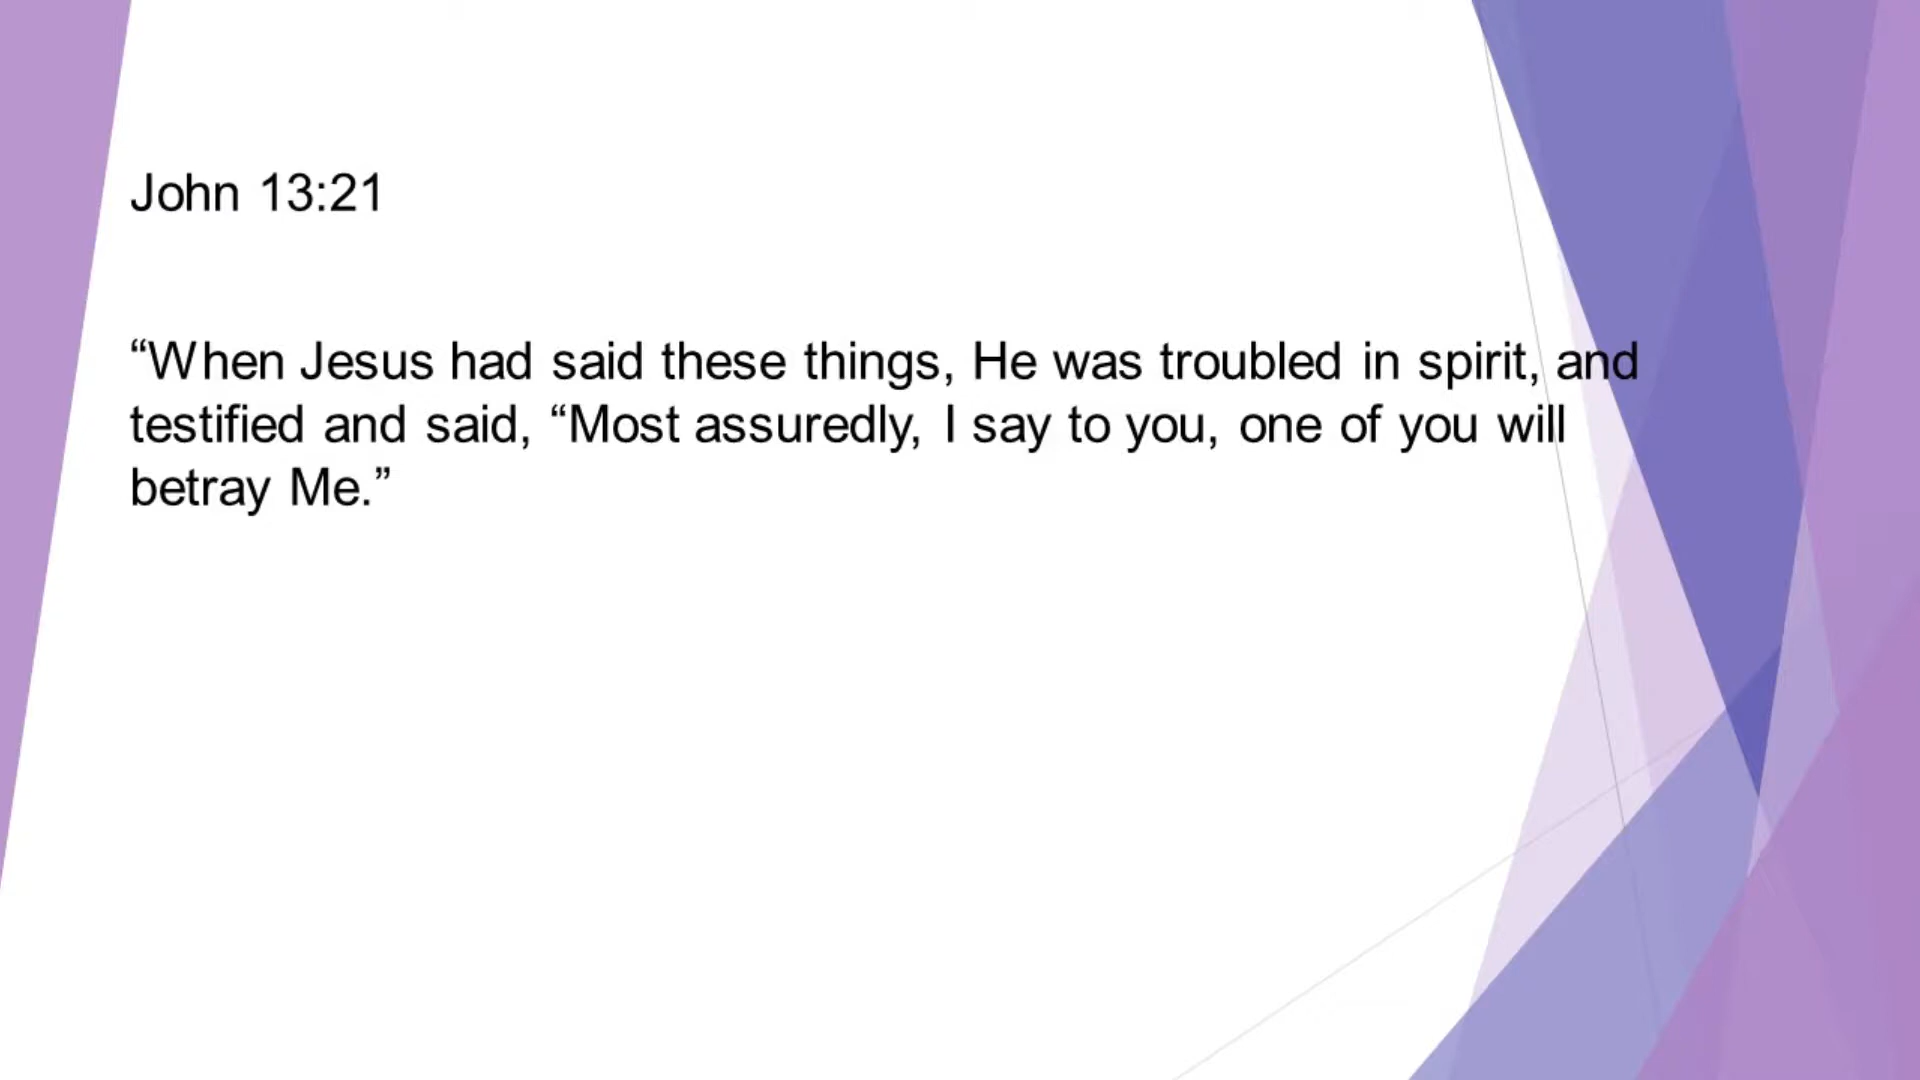 John 13:21
“When Jesus had said these things, He was troubled in spirit, and
testified and said, “Most assuredly, I say to you, one of you will
betray Me.”